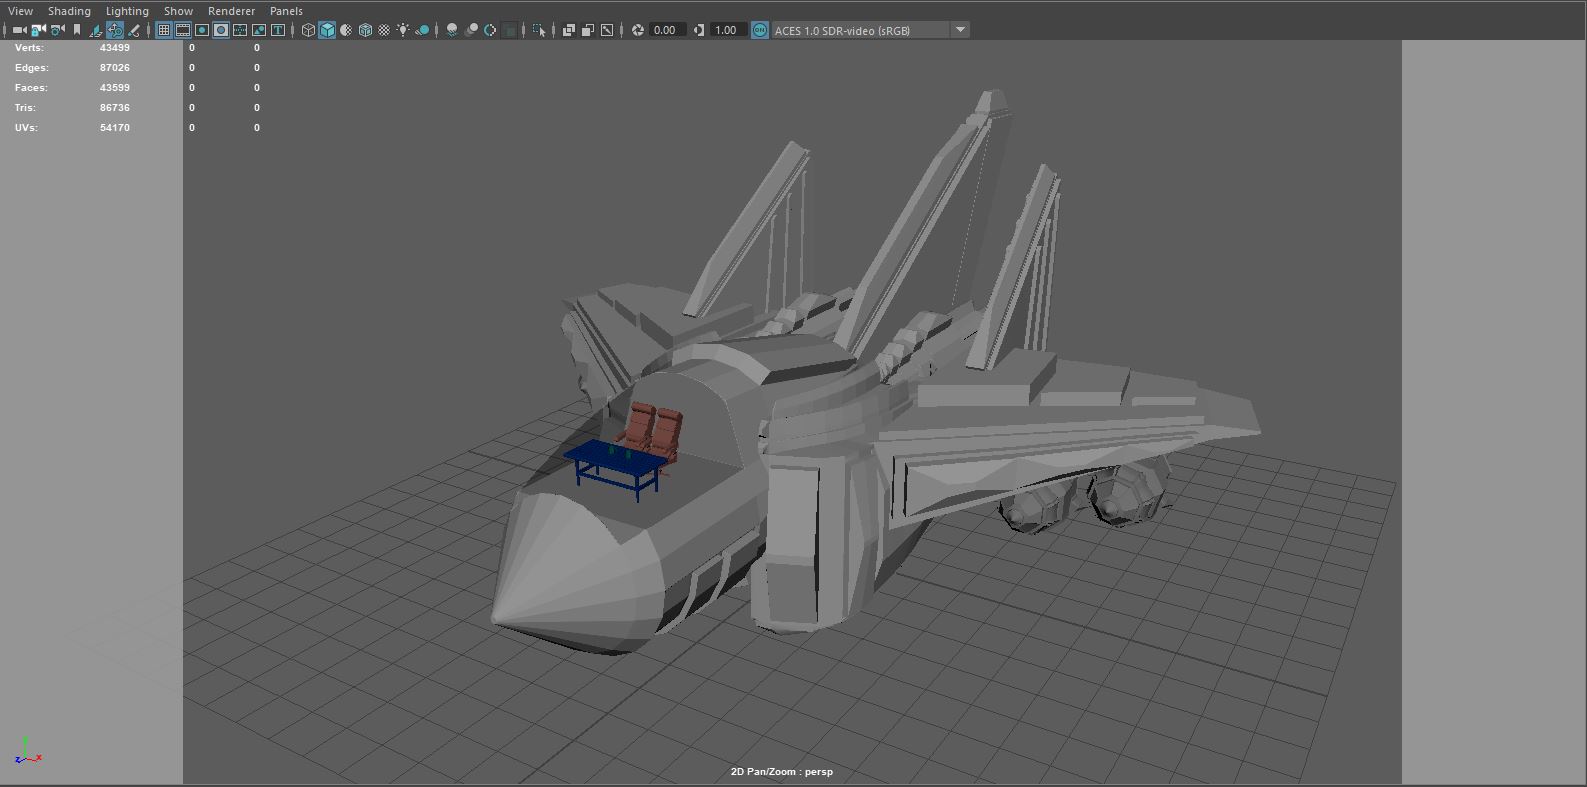 View Shading Lighting Show Renderer Panels
0.00 1.00 ON ACES 1.0 SDR-video (sRGB)
Verts: 43499 0 0
Edges: 87026 0 0
Faces: 43599 0 0
Tris: 86736 0 0
UVs: 54170 0 0
y
z x
2D Pan/Zoom : persp